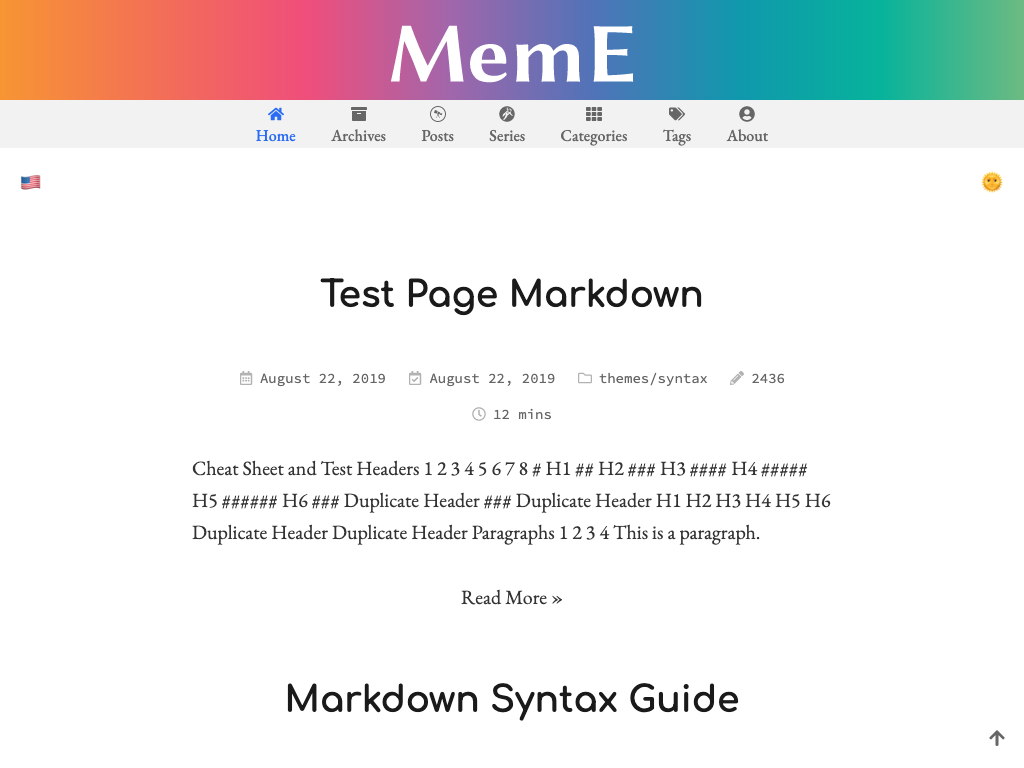 MemE
Home Archives Posts Series Categories Tags About
Test Page Markdown
August 22, 2019 August 22, 2019 themes/syntax 2436
12 mins
Cheat Sheet and Test Headers 1 2 3 4 5 6 7 8 # H1 ## H2 ### H3 #### H4 #####
H5 ###### H6 ### Duplicate Header ### Duplicate Header H1 H2 H3 H4 H5 H6
Duplicate Header Duplicate Header Paragraphs 1 2 3 4 This is a paragraph.
Read More »
Markdown Syntax Guide